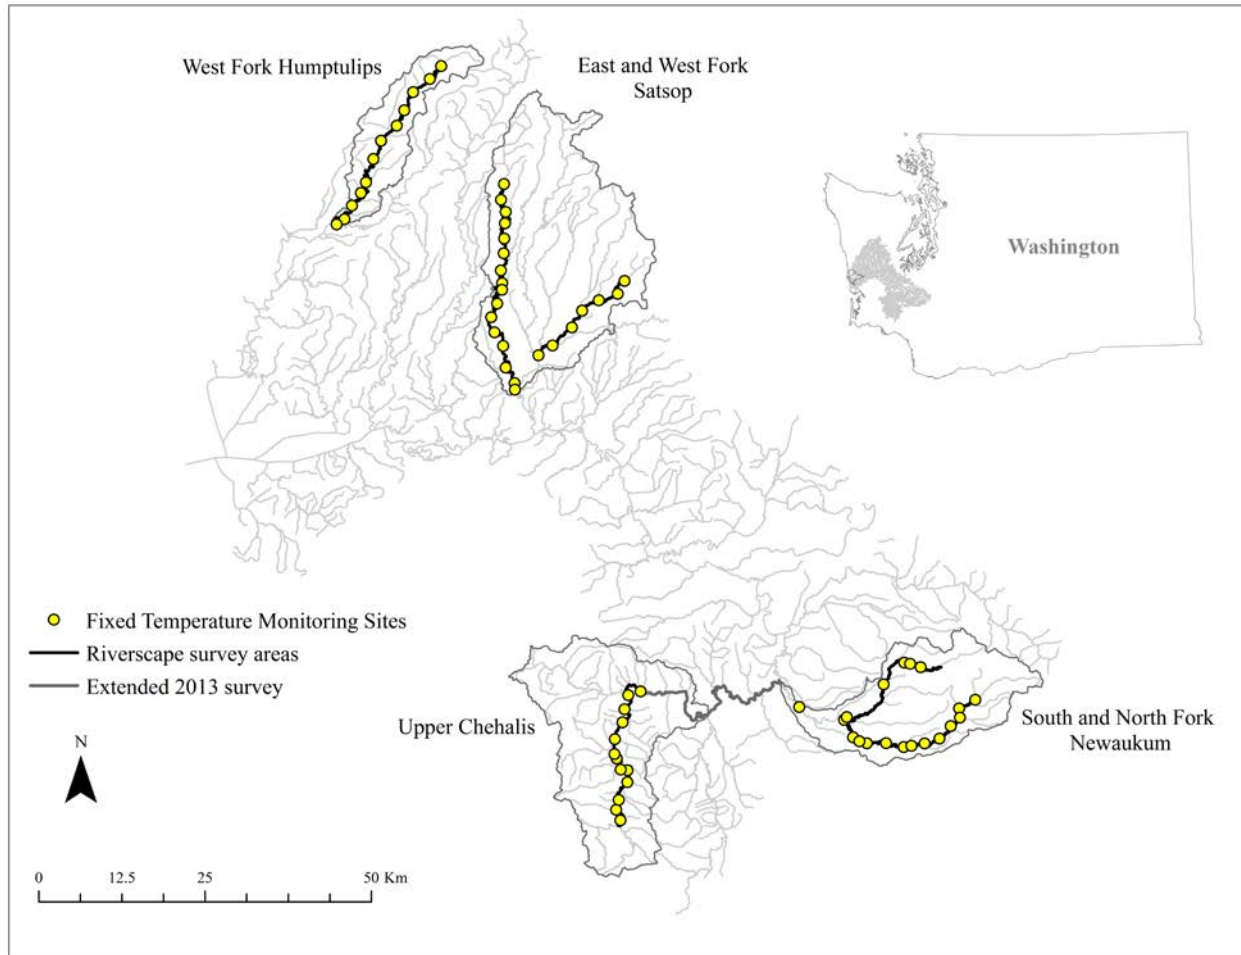 West Fork Humptulips
East and West Fork
Satsop
Washington
Fixed Temperature Monitoring Sites
Riverscape survey areas
Extended 2013 survey
Upper Chehalis
South and North Fork
Newaukum
N
0 12.5 25 50 Km